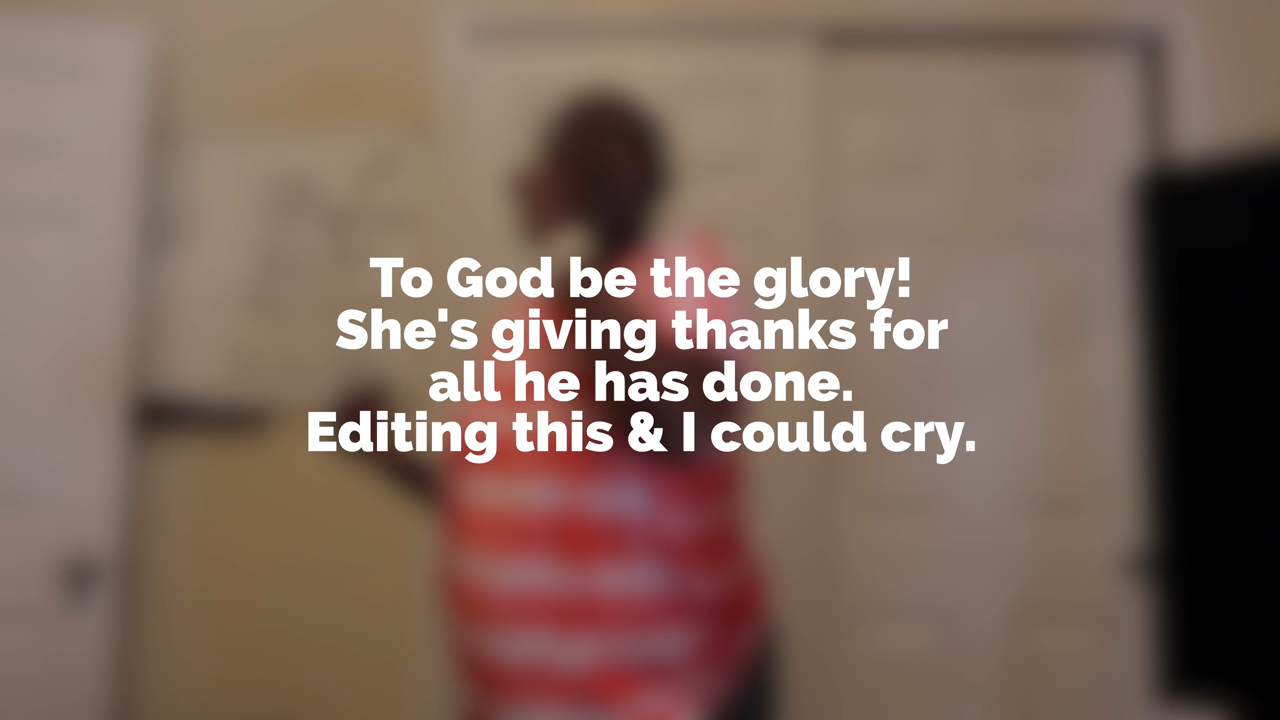 To God be the glory!
She's giving thanks for
all he has done.
Editing this & I could cry.